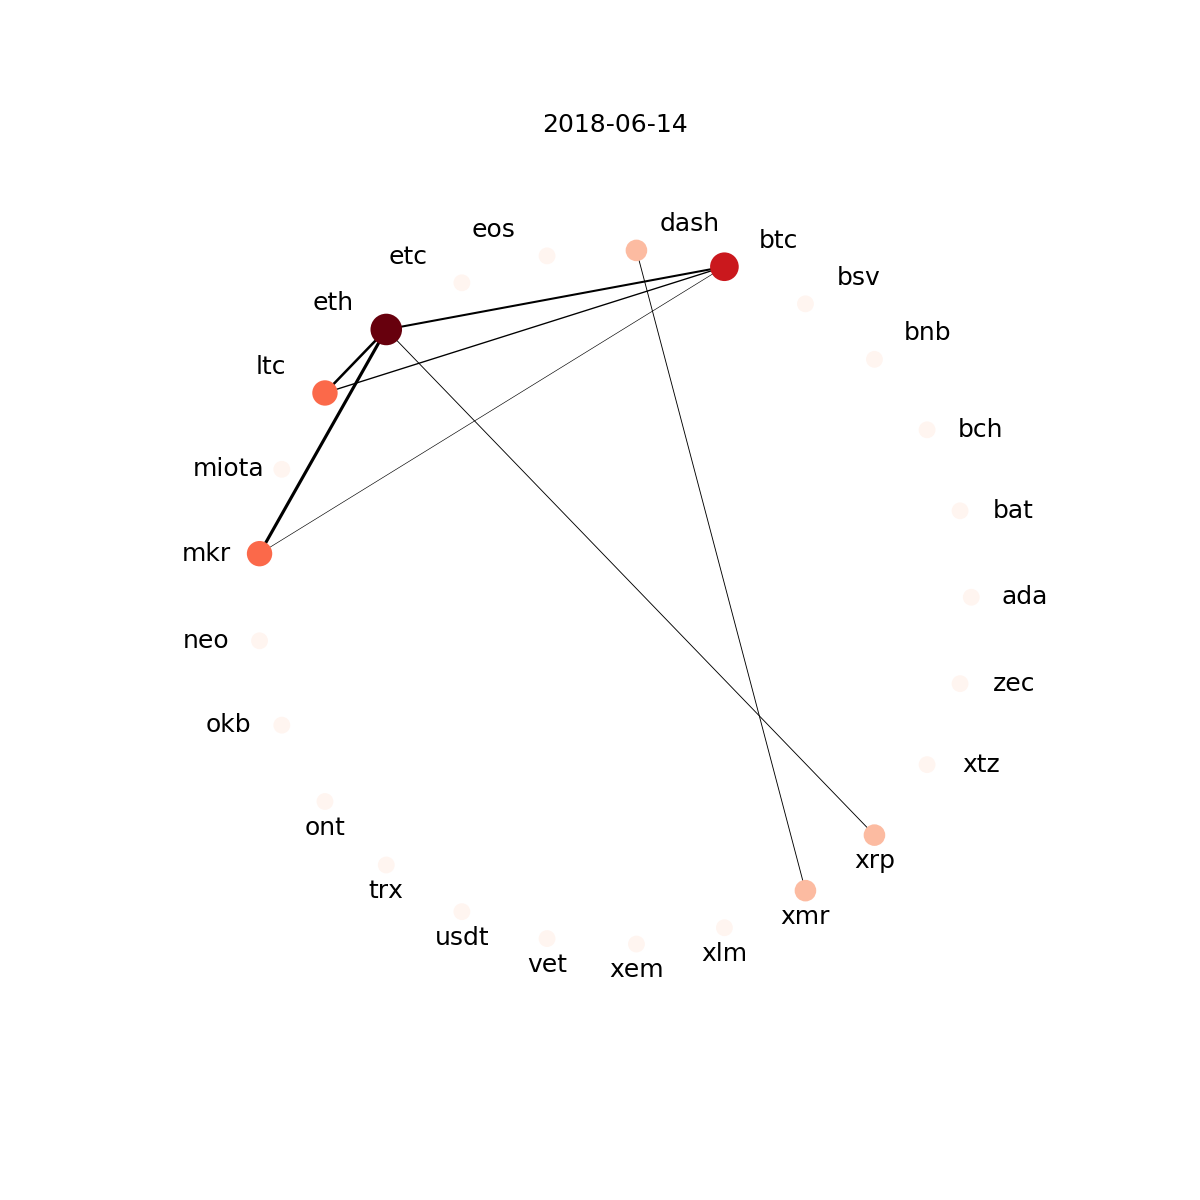 2018-06-14
dash
eos
btc
etc
bsv
eth
bnb
ltc
bch
miota
bat
mkr
ada
neo
zec
okb
xtz
ont
xrp
trx
xmr
usdt
xlm
vet
xem